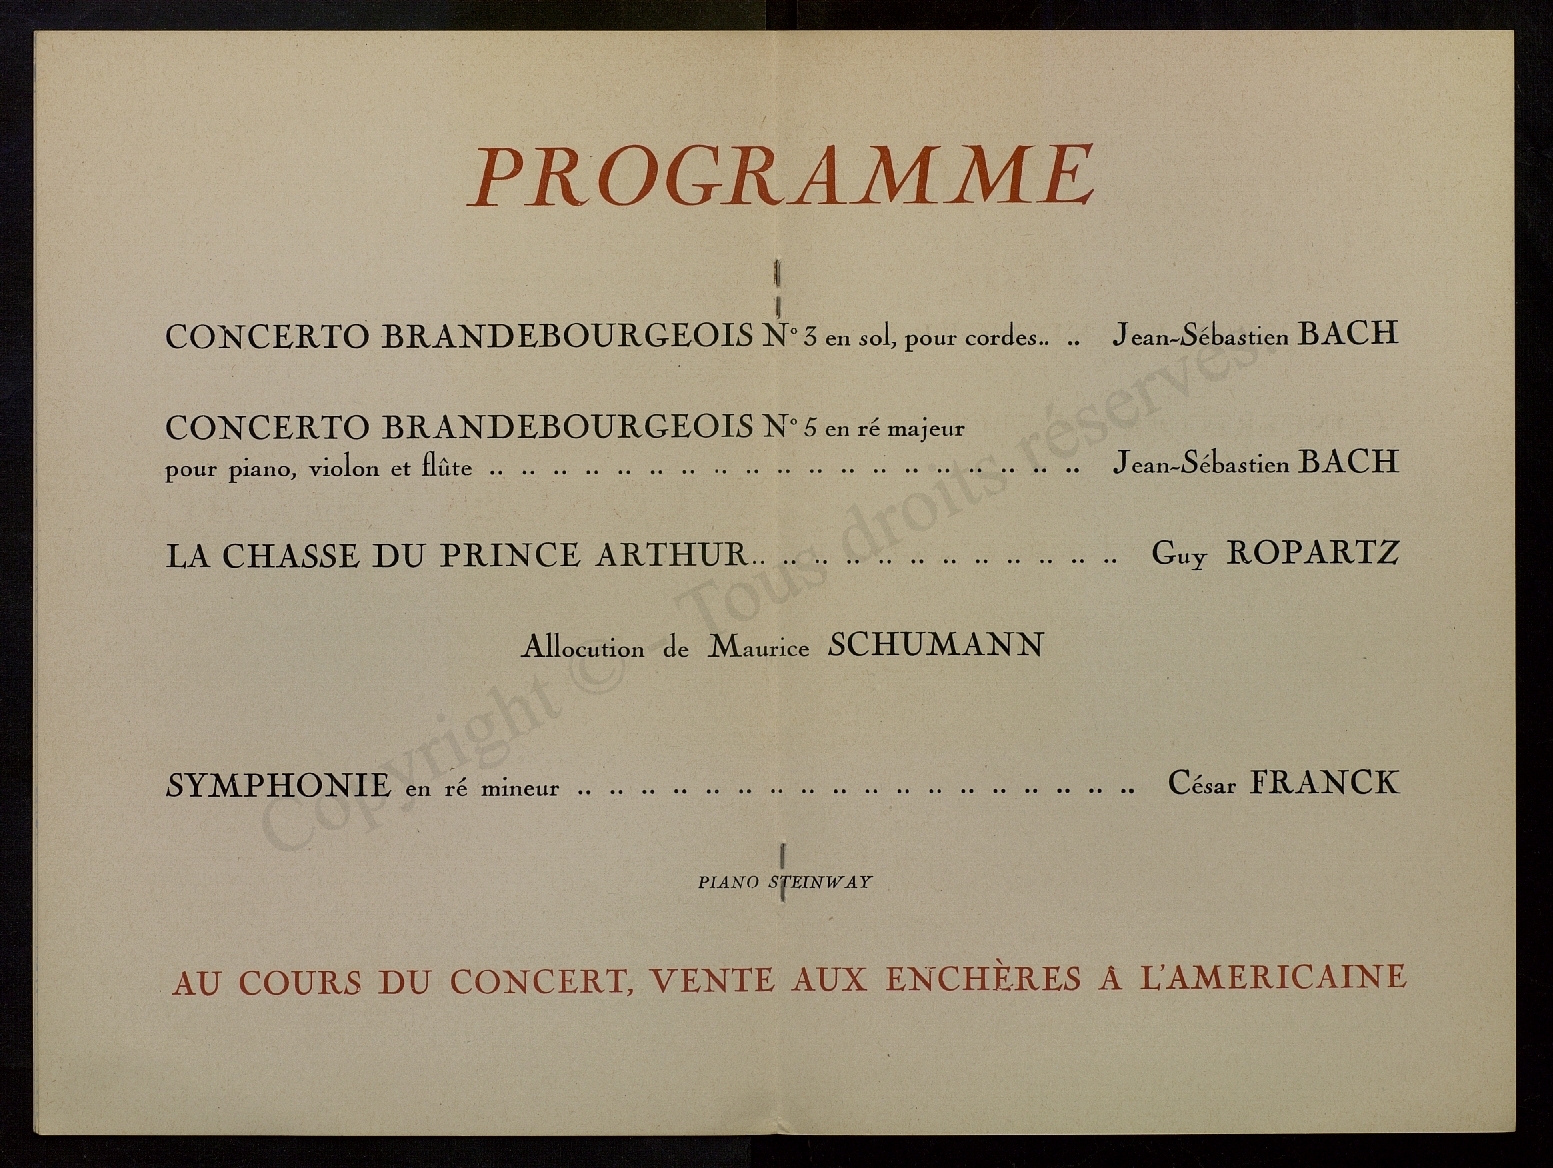 PROGRAMME
CONCERTO BRANDEBOURGEOIS N° 3 en sol, pour cordes.. .. Jean-Sébastien BACH
CONCERTO BRANDEBOURGEOIS N° 5 en ré majeur
pour piano, violon et flûte .. .. .. .. .. .. .. .. .. .. .. .. .. .. .. .. .. .. .. Jean-Sébastien BACH
LA CHASSE DU PRINCE ARTHUR.. .. .. .. .. .. .. .. .. .. .. .. Guy ROPARTZ
Allocution de Maurice SCHUMANN
SYMPHONIE en ré mineur .. .. .. .. .. .. .. .. .. .. .. .. .. .. .. .. .. .. César FRANCK
PIANO STEINWAY
AU COURS DU CONCERT, VENTE AUX ENCHÈRES A L'AMERICAINE
Copyright © - Tous droits réservés.